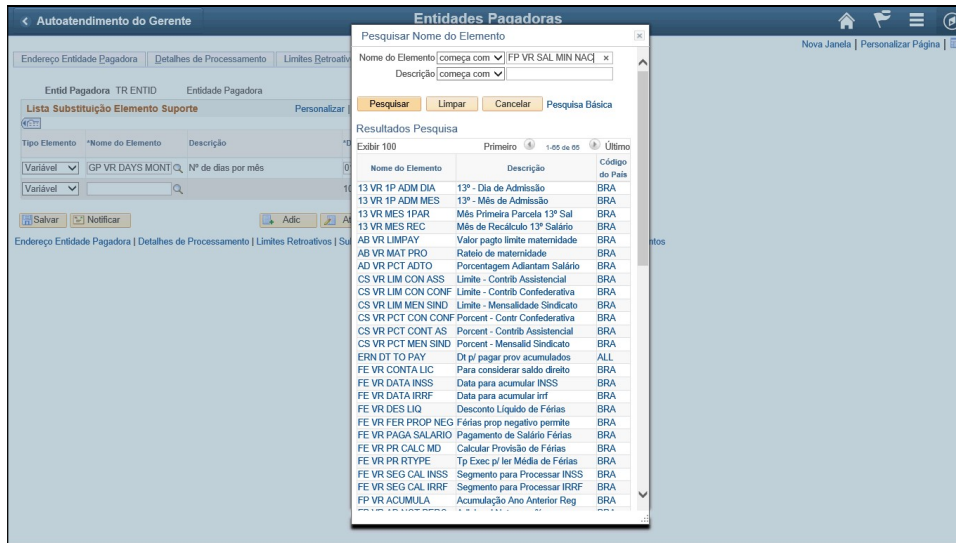 Autoatendimento do Gerente
Entidades Pagadoras
Nova Janela | Personalizar Página |
Endereço Entidade Pagadora
Detalhes de Processamento
Limites Retroativ
Entid Pagadora TR ENTID Entidade Pagadora
Lista Substituição Elemento Suporte
Personalizar |
Tipo Elemento *Nome do Elemento Descrição
Variável GP VR DAYS MONT Nº de dias por mês
Variável
Salvar Notificar Adic
Endereço Entidade Pagadora | Detalhes de Processamento | Limites Retroativos |
Pesquisar Nome do Elemento
Nome do Elemento começa com FP VR SAL MIN NAC
Descrição começa com
Pesquisar Limpar Cancelar Pesquisa Básica
Resultados Pesquisa
Exibir 100 Primeiro 1-65 de 65 Último
Nome do Elemento Descrição Código do País
13 VR 1P ADM DIA 13º - Dia de Admissão BRA
13 VR 1P ADM MES 13º - Mês de Admissão BRA
13 VR MES 1PAR Mês Primeira Parcela 13º Sal BRA
13 VR MES REC Mês de Recálculo 13º Salário BRA
AB VR LIMPAY Valor pagto limite maternidade BRA
AB VR MAT PRO Rateio de maternidade BRA
AD VR PCT ADTO Porcentagem Adiantam Salário BRA
CS VR LIM CON ASS Limite - Contrib Assistencial BRA
CS VR LIM CON CONF Limite - Contrib Confederativa BRA
CS VR LIM MEN SIND Limite - Mensalidade Sindicato BRA
CS VR PCT CON CONF Porcent - Contr Confederativa BRA
CS VR PCT CONT AS Porcent - Contrib Assistencial BRA
CS VR PCT MEN SIND Porcent - Mensalid Sindicato BRA
ERN DT TO PAY Dt p/ pagar prov acumulados ALL
FE VR CONTA LIC Para considerar saldo direito BRA
FE VR DATA INSS Data para acumular INSS BRA
FE VR DATA IRRF Data para acumular irrf BRA
FE VR DES LIQ Desconto Líquido de Férias BRA
FE VR FER PROP NEG Férias prop negativo permite BRA
FE VR PAGA SALARIO Pagamento de Salário Férias BRA
FE VR PR CALC MD Calcular Provisão de Férias BRA
FE VR PR RTYPE Tp Exec p/ ler Média de Férias BRA
FE VR SEG CAL INSS Segmento para Processar INSS BRA
FE VR SEG CAL IRRF Segmento para Processar IRRF BRA
FP VR ACUMULA Acumulação Ano Anterior Reg BRA